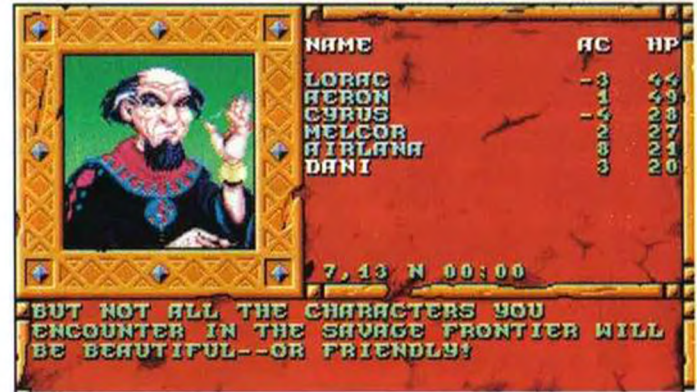 NAME AC HP
LORAC -3 44
AERON 1 49
CYRUS -4 28
MELCOR 2 27
AIRLANA 8 21
DANI 3 20
7,13 N 00:00
BUT NOT ALL THE CHARACTERS YOU
ENCOUNTER IN THE SAVAGE FRONTIER WILL
BE BEAUTIFUL--OR FRIENDLY!